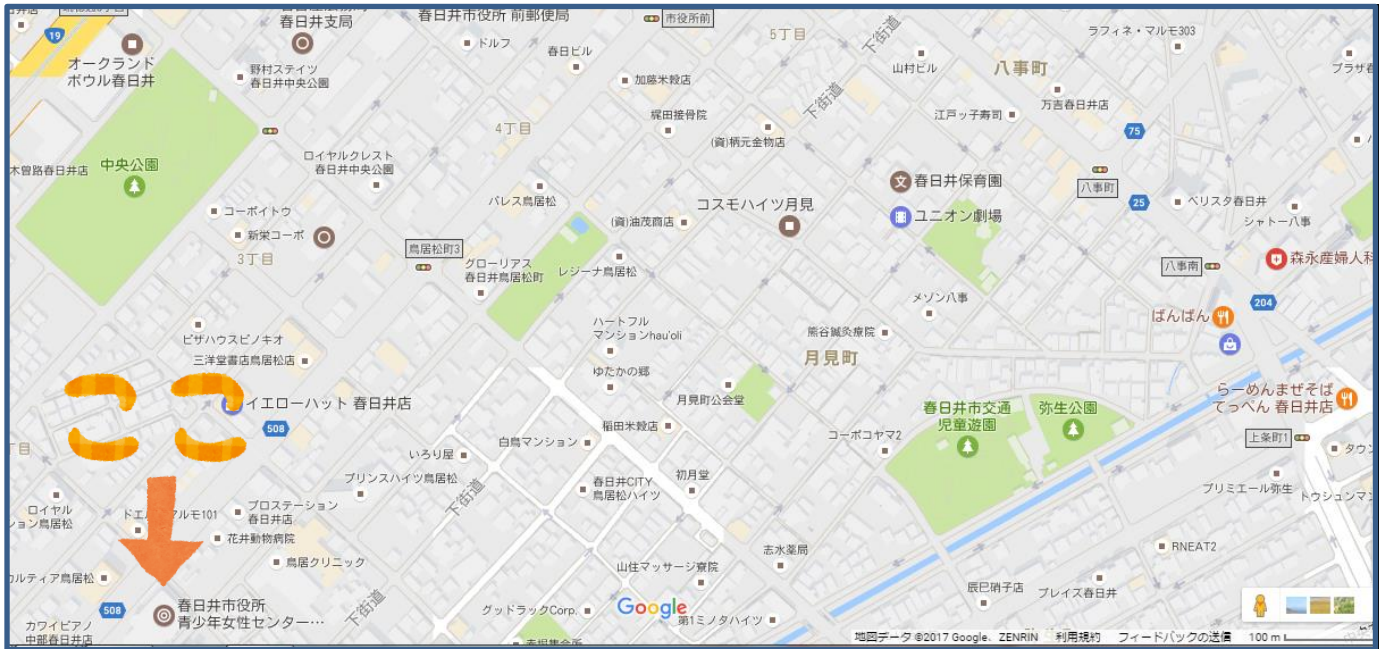 19
オークランド
ボウル春日井
春日井支局
春日井市役所 前郵便局
市役所前
ドルフ
春日ビル
5丁目
下街道
山村ビル
八事町
ラフィネ・マルモ303
野村ステイツ
春日井中央公園
加藤米穀店
梶田接骨院
(資)柄元金物店
下街道
江戸ッ子寿司
万吉春日井店
75
4丁目
木曽路春日井店
中央公園
ロイヤルクレスト
春日井中央公園
パレス鳥居松
コスモハイツ月見
春日井保育園
ユニオン劇場
八事町
25
ベリスタ春日井
シャトー八事
コーポイトウ
新栄コーポ
3丁目
(資)油茂商店
鳥居松町3
グローリアス
春日井鳥居松町
レジーナ鳥居松
八事南
森永産婦人科
メゾン八事
204
ばんばん
ピザハウスピノキオ
三洋堂書店鳥居松店
ハートフル
マンションhau'oli
ゆたかの郷
熊谷鍼灸療院
月見町
ここ
イエローハット 春日井店
508
月見町公会堂
春日井市交通
児童遊園
弥生公園
らーめんまぜそば
てっぺん 春日井店
上条町1
白鳥マンション
稲田米穀店
コーポコヤマ2
いろり屋
プリンスハイツ鳥居松
下街道
春日井CITY
鳥居松ハイツ
初月堂
プリミエール弥生
プロステーション
春日井店
花井動物病院
鳥居クリニック
志水薬局
山住マッサージ寮院
RNEAT2
辰巳硝子店
プレイズ春日井
508
春日井市役所
青少年女性センター…
下街道
グッドラックCorp.
Google
第1ミノタハイツ
カワイピアノ
中部春日井店
地図データ ©2017 Google、ZENRIN 利用規約 フィードバックの送信 100 m